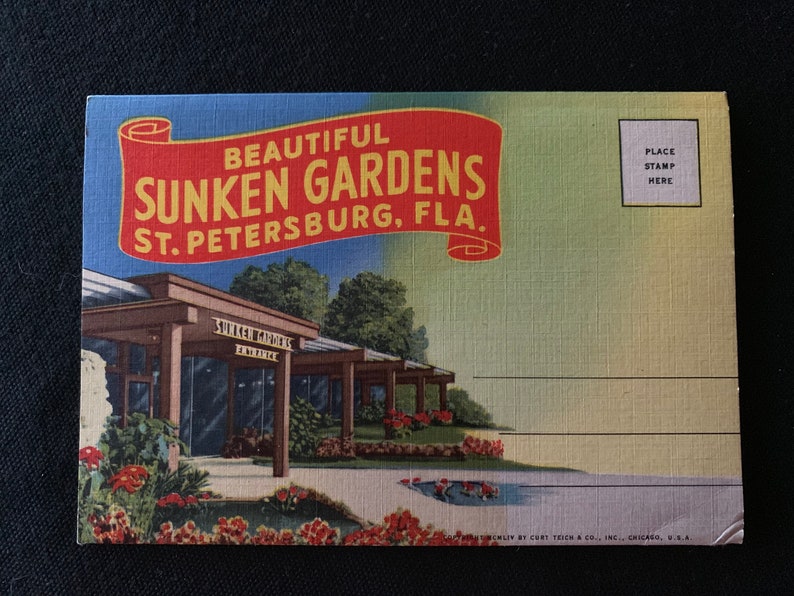 BEAUTIFUL
SUNKEN GARDENS
ST. PETERSBURG, FLA.
PLACE
STAMP
HERE
SUNKEN GARDENS
ENTRANCE
COPYRIGHT MCMLIV BY CURT TEICH & CO., INC., CHICAGO, U.S.A.